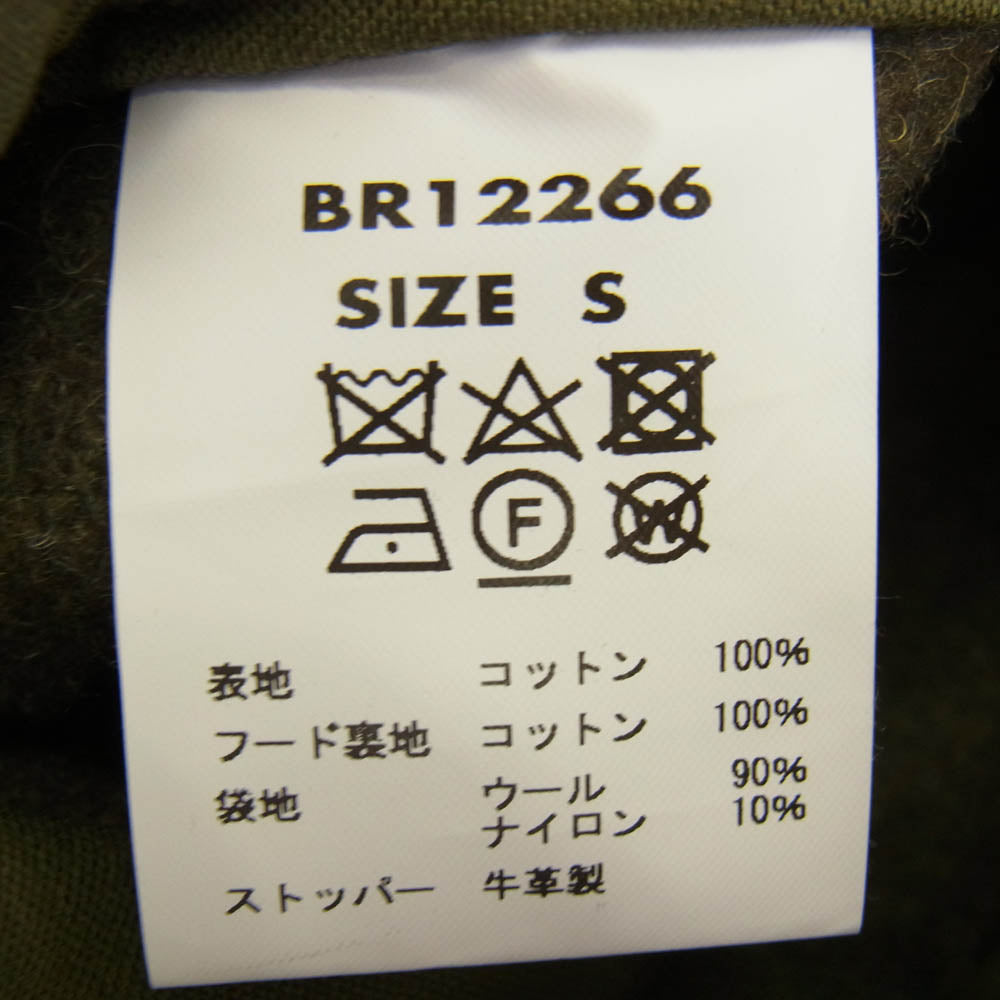 BR12266
SIZE S
F
W
表地 コットン 100%
フード裏地 コットン 100%
袋地 ウール 90%
ナイロン 10%
ストッパー 牛革製